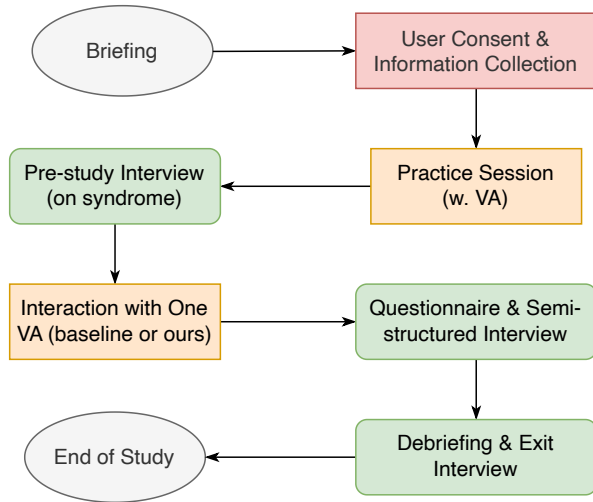 Briefing
User Consent &
Information Collection
Practice Session
(w. VA)
Pre-study Interview
(on syndrome)
Interaction with One
VA (baseline or ours)
Questionnaire & Semi-
structured Interview
Debriefing & Exit
Interview
End of Study